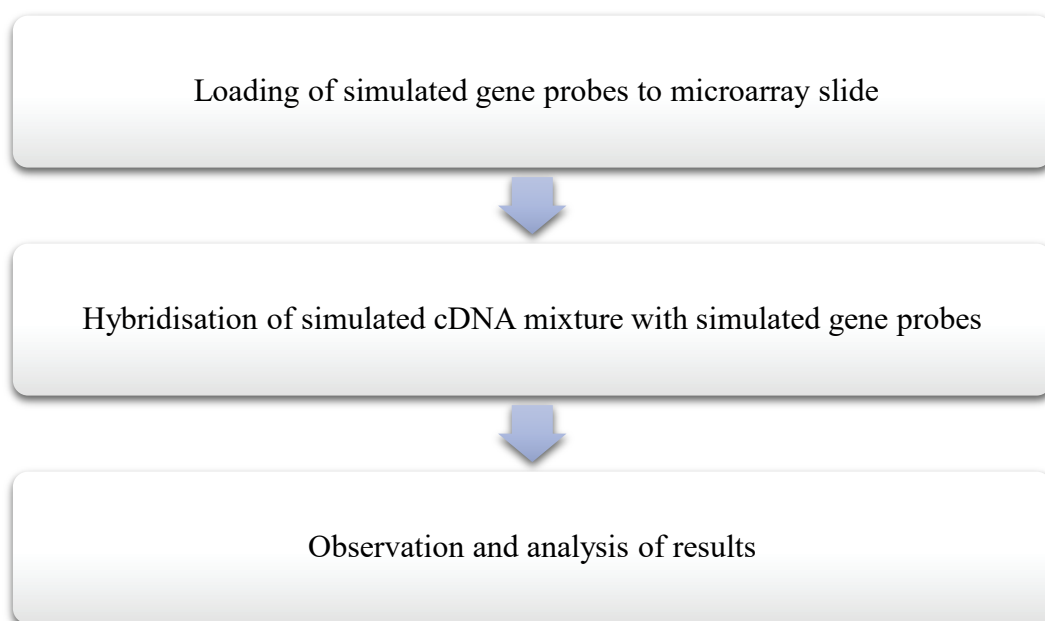 Loading of simulated gene probes to microarray slide
Hybridisation of simulated cDNA mixture with simulated gene probes
Observation and analysis of results